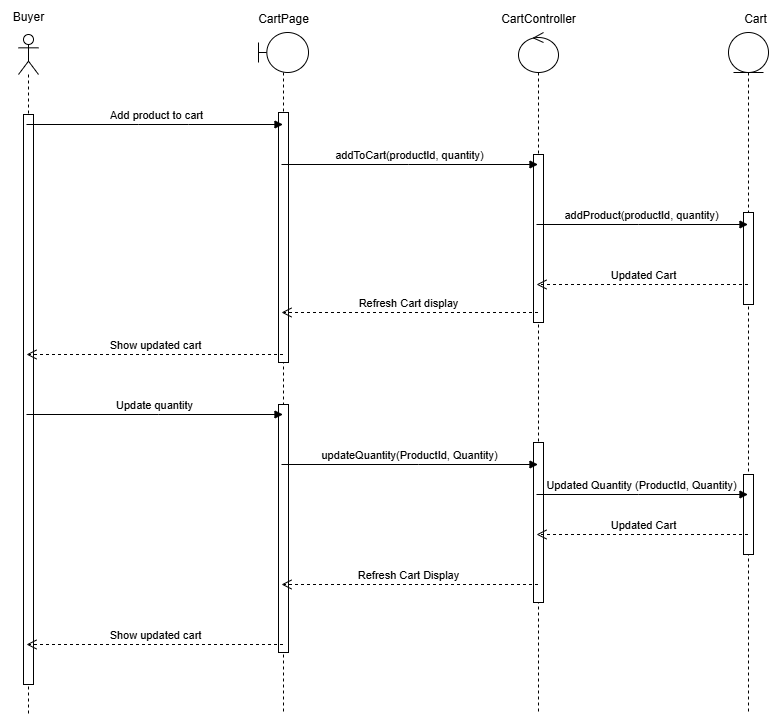 Buyer
CartPage
CartController
Cart
Add product to cart
addToCart(productId, quantity)
addProduct(productId, quantity)
Updated Cart
Refresh Cart display
Show updated cart
Update quantity
updateQuantity(ProductId, Quantity)
Updated Quantity (ProductId, Quantity)
Updated Cart
Refresh Cart Display
Show updated cart